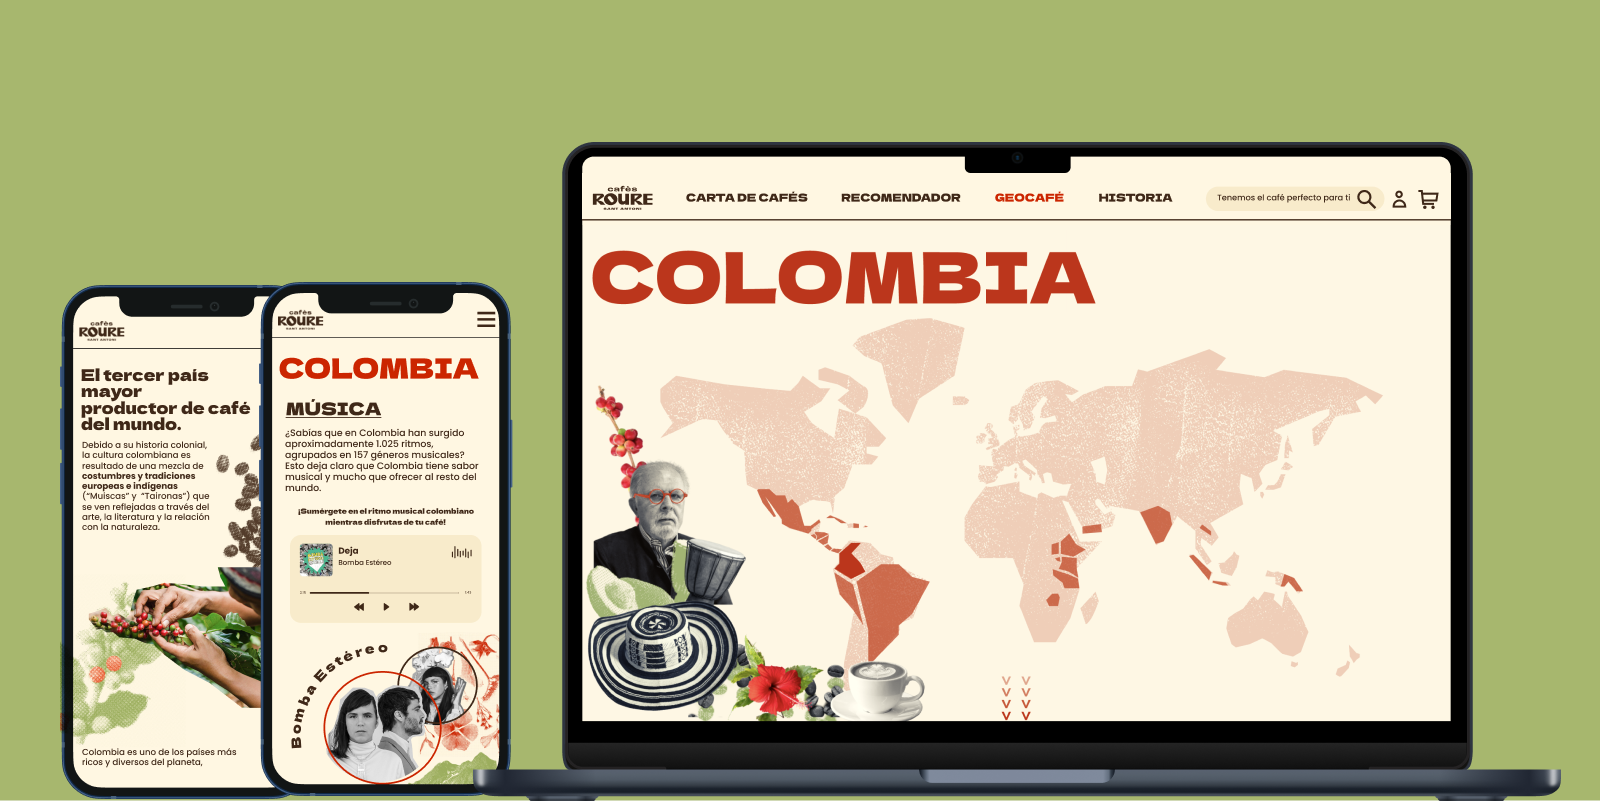 cafès
ROURE
SANT ANTONI
El tercer país
mayor
productor de café
del mundo.
Debido a su historia colonial,
la cultura colombiana es
resultado de una mezcla de
costumbres y tradiciones
europeas e indígenas
("Muiscas" y "Taironas") que
se ven reflejadas a través del
arte, la literatura y la relación
con la naturaleza.
Colombia es uno de los países más
ricos y diversos del planeta,
cafès
ROURE
SANT ANTONI
COLOMBIA
MÚSICA
¿Sabías que en Colombia han surgido
aproximadamente 1.025 ritmos,
agrupados en 157 géneros musicales?
Esto deja claro que Colombia tiene sabor
musical y mucho que ofrecer al resto del
mundo.
¡Sumérgete en el ritmo musical colombiano
mientras disfrutas de tu café!
Deja
Bomba Estéreo
Bomba Estéreo
cafès
ROURE
SANT ANTONI
CARTA DE CAFÉS
RECOMENDADOR
GEOCAFÉ
HISTORIA
Tenemos el café perfecto para ti
COLOMBIA